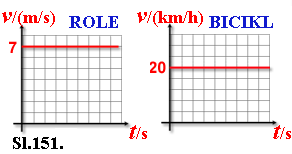 v/(m/s) ROLE
7
t/s
Sl.151.
v/(km/h) BICIKL
20
t/s